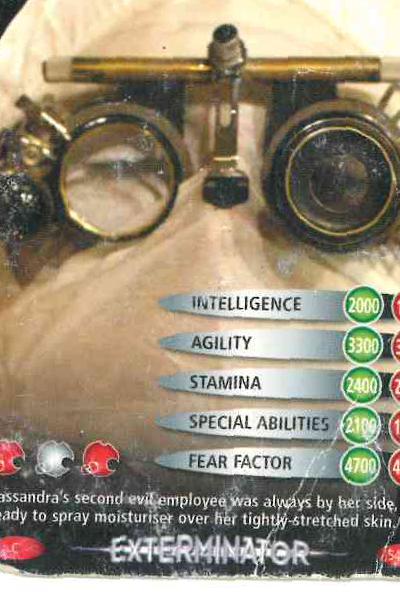 INTELLIGENCE 2000
AGILITY 3300
STAMINA 2400
SPECIAL ABILITIES 2100
FEAR FACTOR 4700
assandra's second evil employee was always by her side,
eady to spray moisturiser over her tightly-stretched skin.
EXTERMINATOR